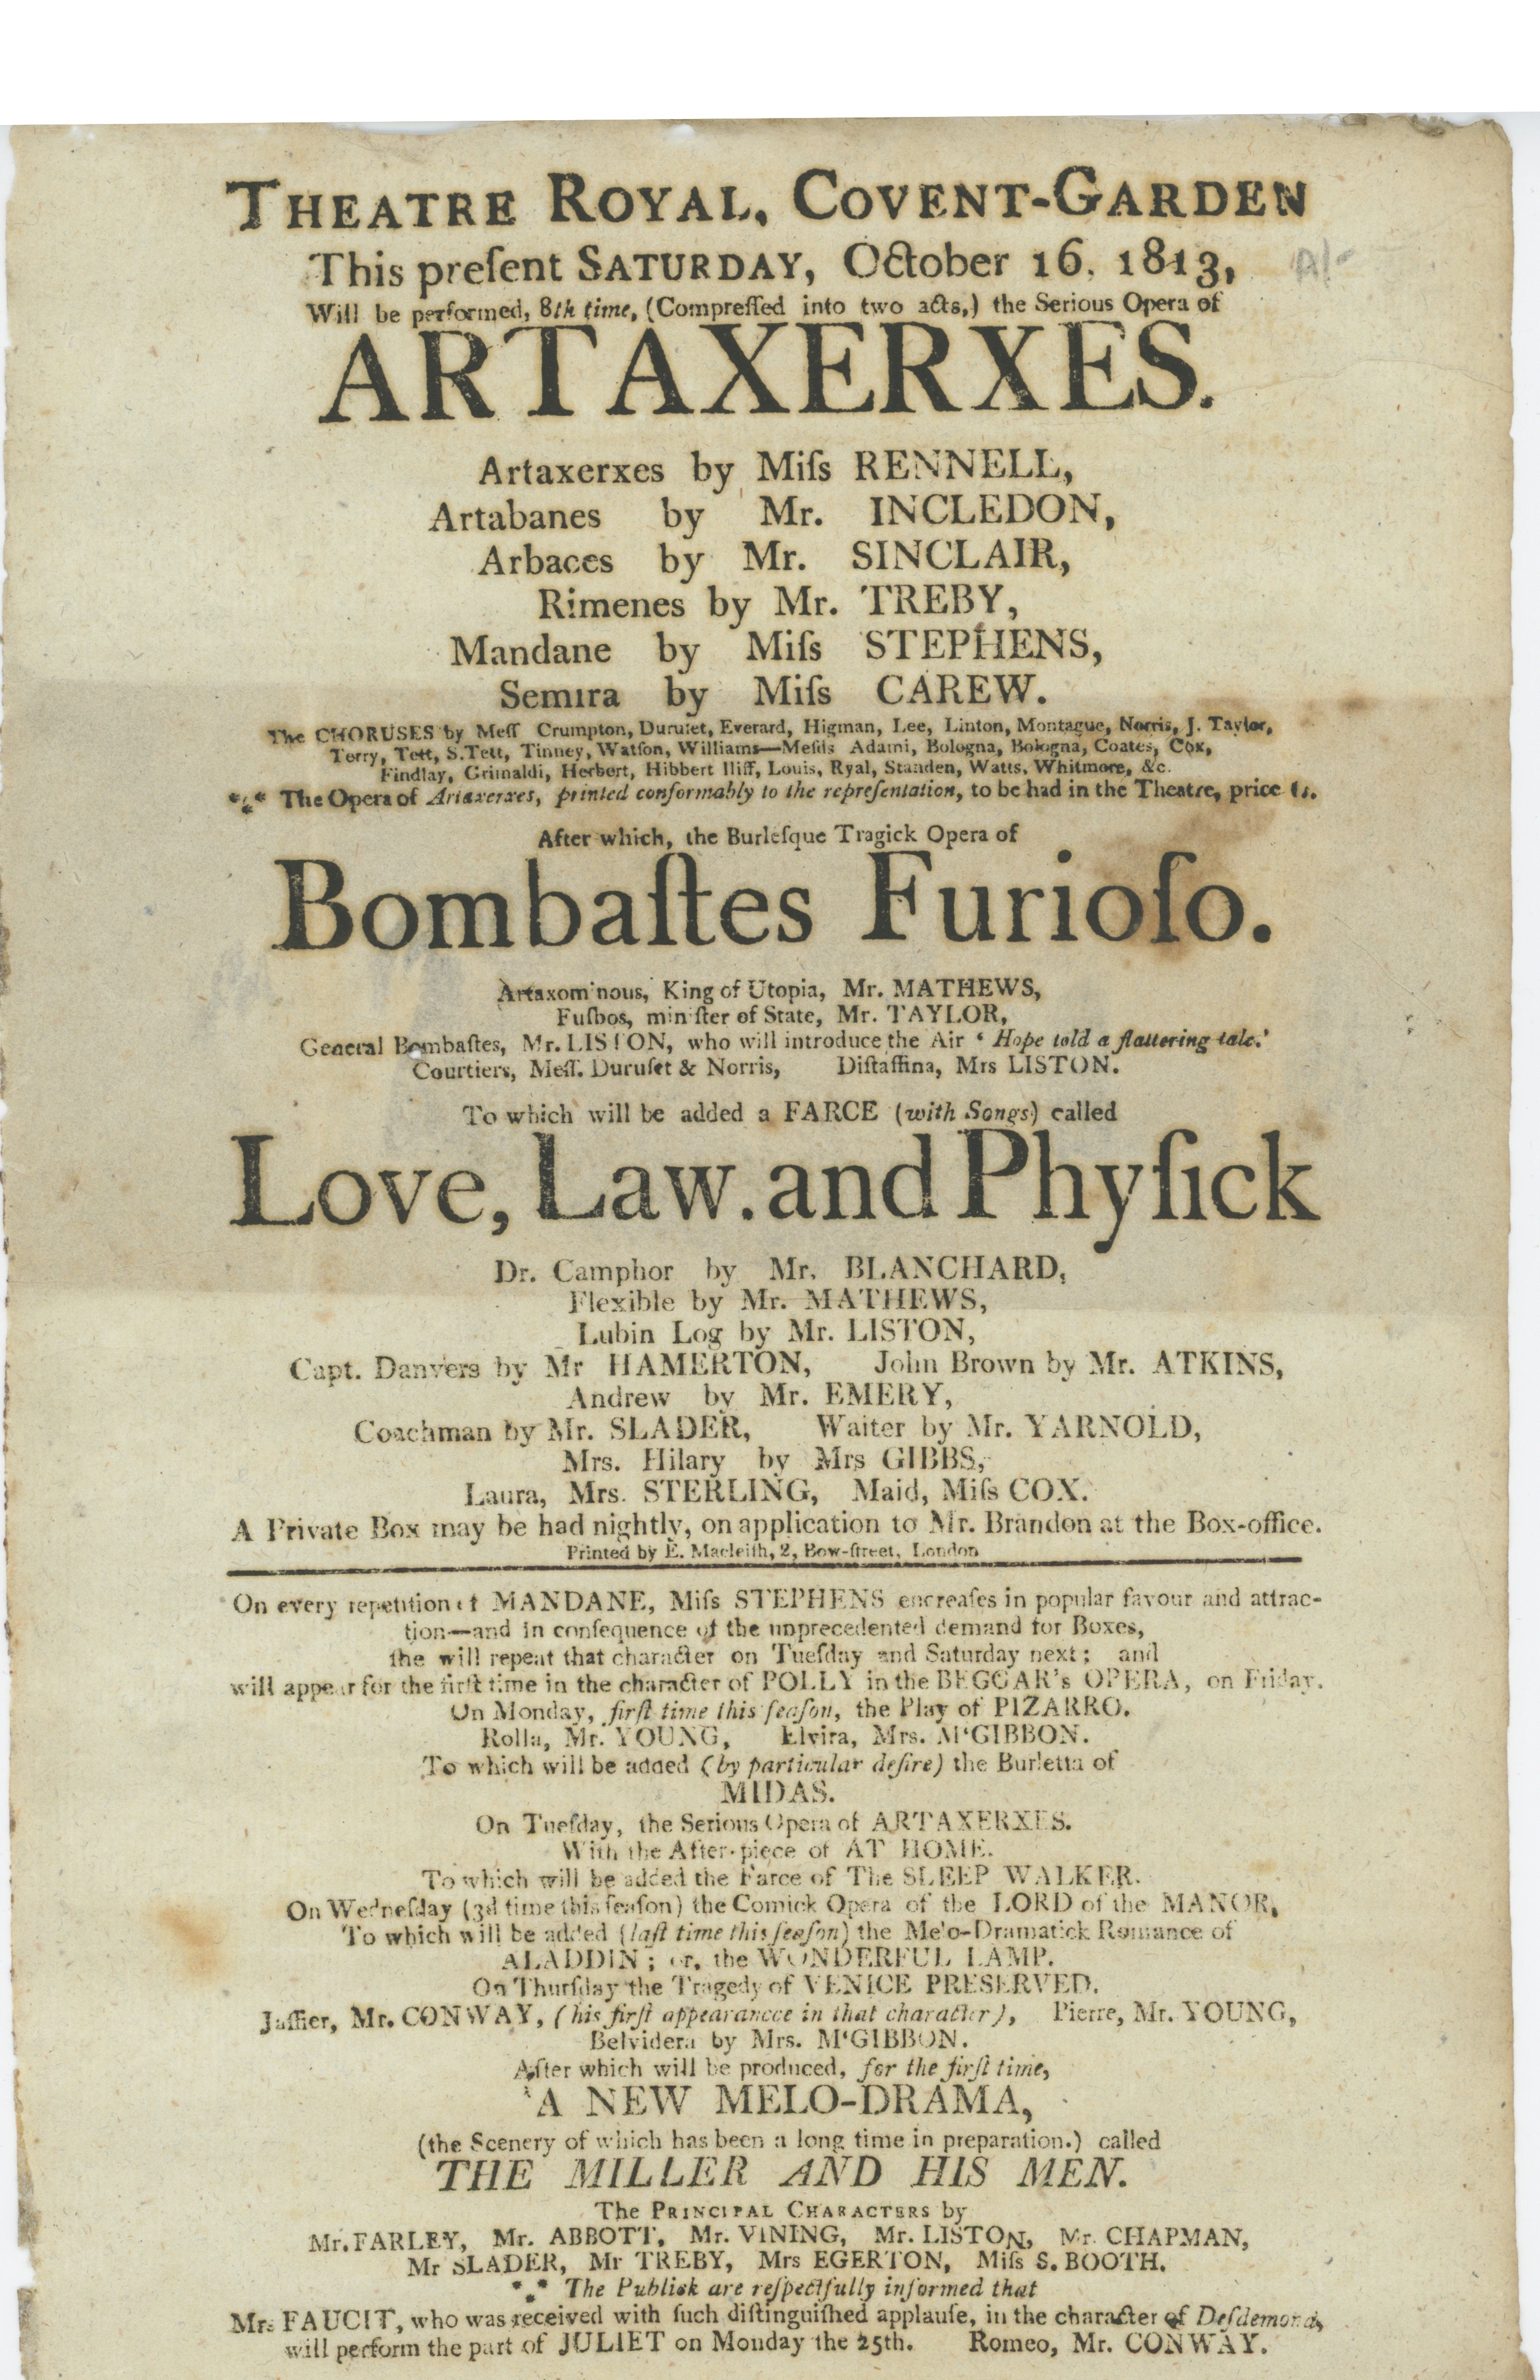 THEATRE ROYAL, COVENT-GARDEN
This preſent SATURDAY, October 16, 1813,
Will be performed, 8th time, (Compreſſed into two acts,) the Serious Opera of
ARTAXERXES.
Artaxerxes by Miſs RENNELL,
Artabanes by Mr. INCLEDON,
Arbaces by Mr. SINCLAIR,
Rimenes by Mr. TREBY,
Mandane by Miſs STEPHENS,
Semira by Miſs CAREW.
The CHORUSES by Meſſ Crumpton, Duruſet, Everard, Higman, Lee, Linton, Montague, Norris, J. Taylor,
Terry, Tett, S. Tett, Tinney, Watſon, Williams—Meſds Adami, Bologna, Bologna, Coates, Cox,
Findlay, Grimaldi, Herbert, Hibbert Iliff, Louis, Ryal, Standen, Watts, Whitmore, &c.
*⁎* The Opera of Artaxerxes, printed conformably to the repreſentation, to be had in the Theatre, price 1s.
After which, the Burleſque Tragick Opera of
Bombaſtes Furioſo.
Artaxom nous, King of Utopia, Mr. MATHEWS,
Fuſbos, min ſter of State, Mr. TAYLOR,
General Bombaſtes, Mr. LISTON, who will introduce the Air ‘ Hope told a flattering tale.’
Courtiers, Meſſ. Duruſet & Norris, Diſtaffina, Mrs LISTON.
To which will be added a FARCE (with Songs) called
Love, Law. and Phyſick
Dr. Camphor by Mr. BLANCHARD,
Flexible by Mr. MATHEWS,
Lubin Log by Mr. LISTON,
Capt. Danvers by Mr HAMERTON, John Brown by Mr. ATKINS,
Andrew by Mr. EMERY,
Coachman by Mr. SLADER, Waiter by Mr. YARNOLD,
Mrs. Hilary by Mrs GIBBS,
Laura, Mrs. STERLING, Maid, Miſs COX.
A Private Box may be had nightly, on application to Mr. Brandon at the Box-office.
Printed by E. Macleiſh, 2, Bow-ſtreet, London
On every repetition of MANDANE, Miſs STEPHENS encreaſes in popular favour and attrac-
tion—and in conſequence of the unprecedented demand for Boxes,
ſhe will repeat that character on Tueſday and Saturday next; and
will appear for the firſt time in the character of POLLY in the BEGGAR's OPERA, on Friday.
On Monday, firſt time this ſeaſon, the Play of PIZARRO.
Rolla, Mr. YOUNG, Elvira, Mrs. M‘GIBBON.
To which will be added (by particular deſire) the Burletta of
MIDAS.
On Tueſday, the Serious Opera of ARTAXERXES.
With the After-piece of AT HOME.
To which will be added the Farce of The SLEEP WALKER.
On Wedneſday (3d time this ſeaſon) the Comick Opera of the LORD of the MANOR,
To which will be added (laſt time this ſeaſon) the Melo-Dramatick Romance of
ALADDIN; or, the WONDERFUL LAMP.
On Thurſday the Tragedy of VENICE PRESERVED.
Jaffier, Mr. CONWAY, (his firſt appearancce in that character), Pierre, Mr. YOUNG,
Belvidera by Mrs. M‘GIBBON.
After which will be produced, for the firſt time,
A NEW MELO-DRAMA,
(the Scenery of which has been a long time in preparation.) called
THE MILLER AND HIS MEN.
The PRINCIPAL CHARACTERS by
Mr. FARLEY, Mr. ABBOTT, Mr. VINING, Mr. LISTON, Mr. CHAPMAN,
Mr SLADER, Mr TREBY, Mrs EGERTON, Miſs S. BOOTH.
*⁎* The Publick are reſpectfully informed that
Mrs FAUCIT, who was received with ſuch diſtinguiſhed applauſe, in the character of Deſdemona,
will perform the part of JULIET on Monday the 25th. Romeo, Mr. CONWAY.